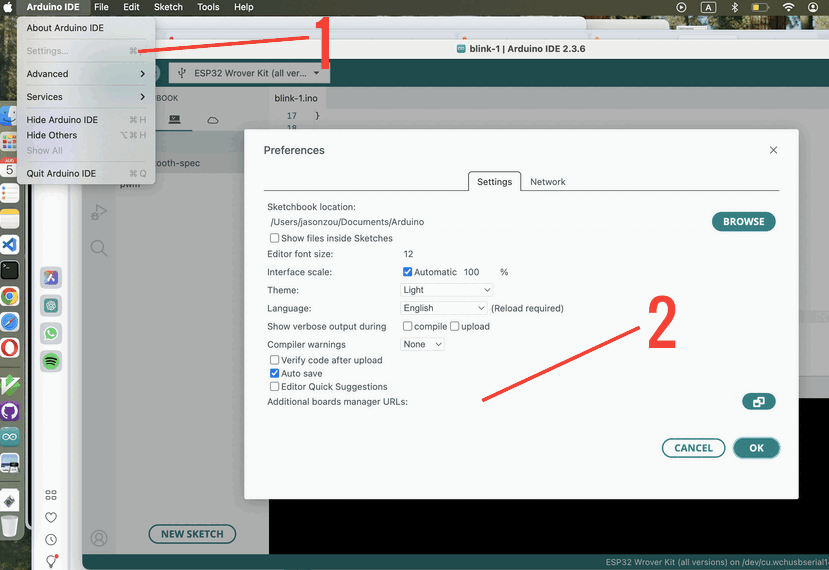 Arduino IDE File Edit Sketch Tools Help A
About Arduino IDE
Settings... ⌘,
1
blink-1 | Arduino IDE 2.3.6
Advanced
ESP32 Wrover Kit (all ver...
Services
BOOK
blink-1.ino
Hide Arduino IDE ⌘ H
17 }
18
Hide Others ⌥ ⌘ H
Show All
Quit Arduino IDE ⌘ Q
AUG
5
ooth-spec
pwm
Preferences
Settings Network
Sketchbook location:
/Users/jasonzou/Documents/Arduino
BROWSE
Show files inside Sketches
Editor font size: 12
Interface scale: Automatic 100 %
Theme: Light
Language: English (Reload required)
Show verbose output during compile upload
2
Compiler warnings None
Verify code after upload
Auto save
Editor Quick Suggestions
Additional boards manager URLs:
CANCEL OK
NEW SKETCH
ESP32 Wrover Kit (all versions) on /dev/cu.wchusbserial1